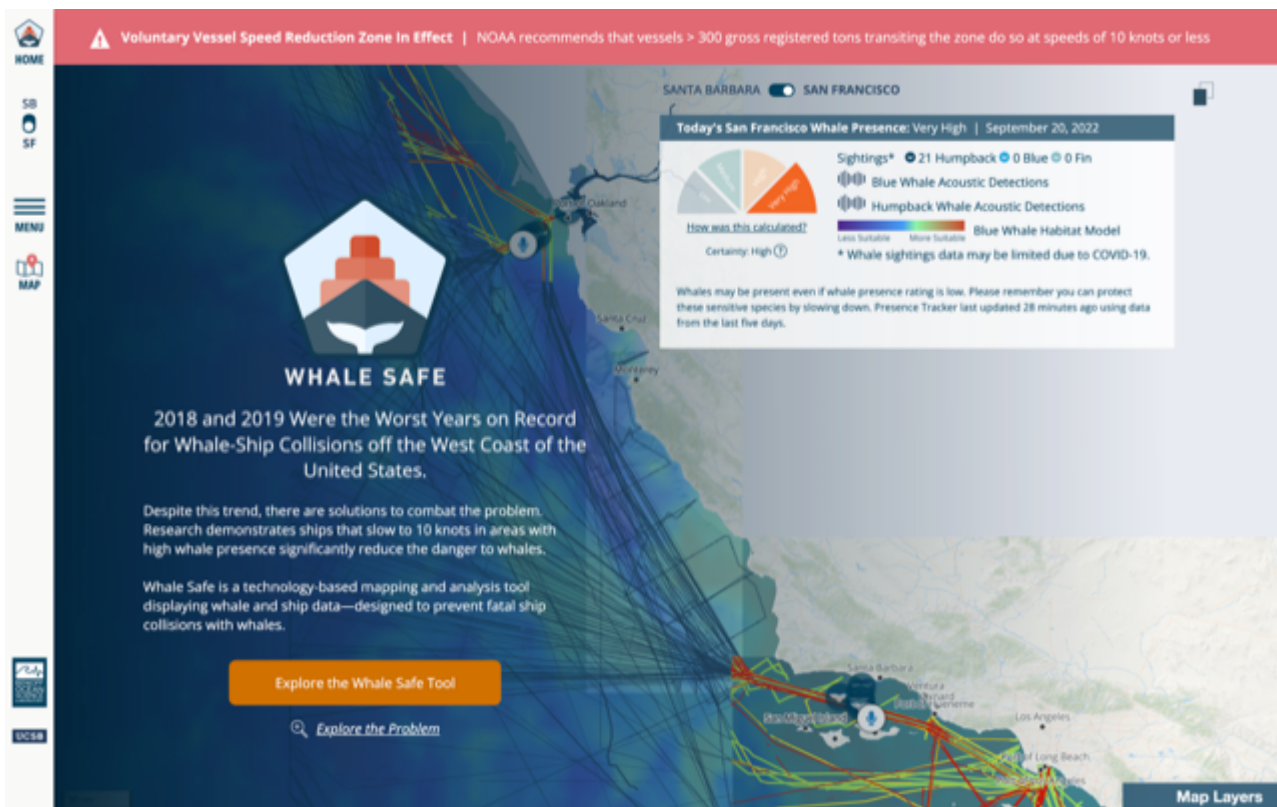 HOME
Voluntary Vessel Speed Reduction Zone In Effect | NOAA recommends that vessels > 300 gross registered tons transiting the zone do so at speeds of 10 knots or less
SB
SF
MENU
MAP
SANTA BARBARA SAN FRANCISCO
Today's San Francisco Whale Presence: Very High | September 20, 2022
Very High
How was this calculated?
Certainty: High ?
Sightings* 21 Humpback 0 Blue 0 Fin
Blue Whale Acoustic Detections
Humpback Whale Acoustic Detections
Less Suitable More Suitable Blue Whale Habitat Model
* Whale sightings data may be limited due to COVID-19.
Whales may be present even if whale presence rating is low. Please remember you can protect
these sensitive species by slowing down. Presence Tracker last updated 28 minutes ago using data
from the last five days.
of Oakland
Santa Cruz
Monterey
WHALE SAFE
2018 and 2019 Were the Worst Years on Record
for Whale-Ship Collisions off the West Coast of the
United States.
Despite this trend, there are solutions to combat the problem.
Research demonstrates ships that slow to 10 knots in areas with
high whale presence significantly reduce the danger to whales.
Whale Safe is a technology-based mapping and analysis tool
displaying whale and ship data—designed to prevent fatal ship
collisions with whales.
Explore the Whale Safe Tool
Explore the Problem
Santa Barbara
Ventura
San Miguel Island
Los Angeles
of Long Beach
UCSB
Map Layers